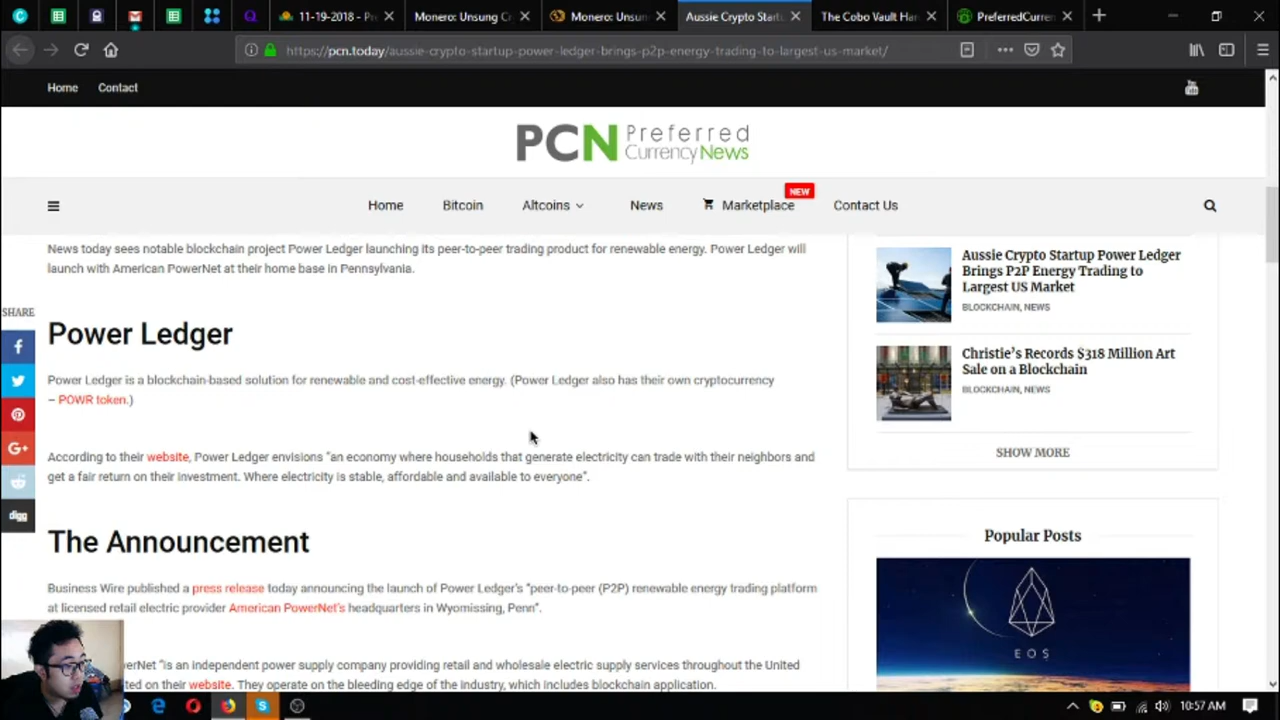 11-19-2018 - Pr
Monero: Unsung C
Monero: Unsun
Aussie Crypto Start
The Cobo Vault Har
PreferredCurren
https://pcn.today/aussie-crypto-startup-power-ledger-brings-p2p-energy-trading-to-largest-us-market/
Home
Contact
PCN Preferred
CurrencyNews
NEW
Home
Bitcoin
Altcoins
News
Marketplace
Contact Us
News today sees notable blockchain project Power Ledger launching its peer-to-peer trading product for renewable energy. Power Ledger will
launch with American PowerNet at their home base in Pennsylvania.
SHARE
Power Ledger
Power Ledger is a blockchain-based solution for renewable and cost-effective energy. (Power Ledger also has their own cryptocurrency
– POWR token.)
According to their website, Power Ledger envisions “an economy where households that generate electricity can trade with their neighbors and
get a fair return on their investment. Where electricity is stable, affordable and available to everyone”.
digg
The Announcement
Business Wire published a press release today announcing the launch of Power Ledger’s “peer-to-peer (P2P) renewable energy trading platform
at licensed retail electric provider American PowerNet’s headquarters in Wyomissing, Penn”.
erNet “is an independent power supply company providing retail and wholesale electric supply services throughout the United
ted on their website. They operate on the bleeding edge of the industry, which includes blockchain application.
Aussie Crypto Startup Power Ledger
Brings P2P Energy Trading to
Largest US Market
BLOCKCHAIN, NEWS
Christie’s Records $318 Million Art
Sale on a Blockchain
BLOCKCHAIN, NEWS
SHOW MORE
Popular Posts
EOS
10:57 AM